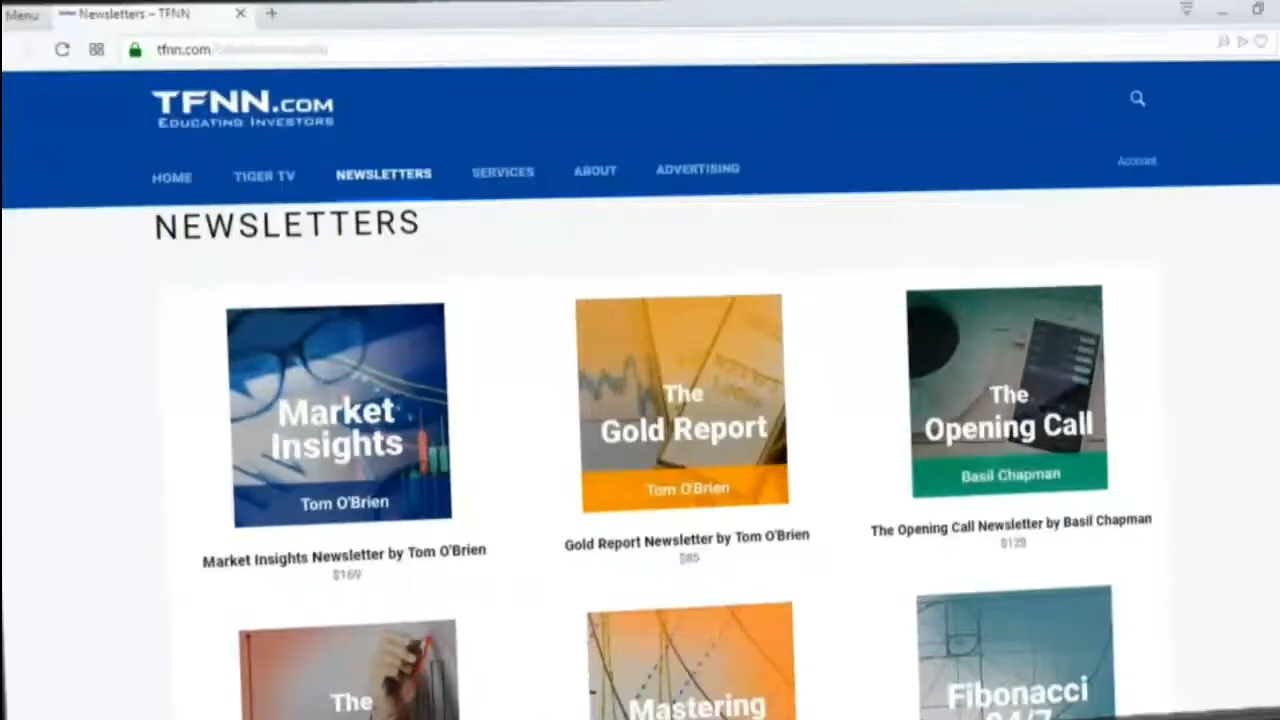 Menu
Newsletters – TFNN
tfnn.com
TFNN.COM
EDUCATING INVESTORS
HOME
TIGER TV
NEWSLETTERS
SERVICES
ABOUT
ADVERTISING
Account
NEWSLETTERS
Market
Insights
Tom O'Brien
The
Gold Report
Tom O'Brien
The
Opening Call
Basil Chapman
Market Insights Newsletter by Tom O'Brien
$169
Gold Report Newsletter by Tom O'Brien
$85
The Opening Call Newsletter by Basil Chapman
The
Mastering
Fibonacci
24/7